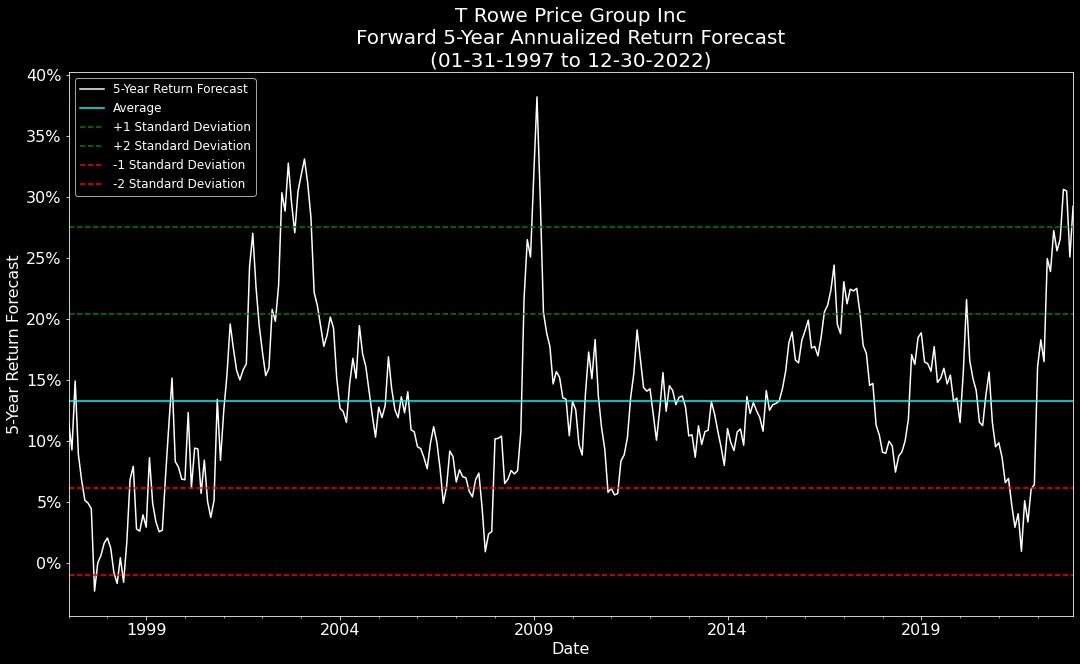 T Rowe Price Group Inc
Forward 5-Year Annualized Return Forecast
(01-31-1997 to 12-30-2022)
5-Year Return Forecast
Average
+1 Standard Deviation
+2 Standard Deviation
-1 Standard Deviation
-2 Standard Deviation
40%
35%
30%
25%
20%
15%
10%
5%
0%
5-Year Return Forecast
1999 2004 2009 2014 2019
Date